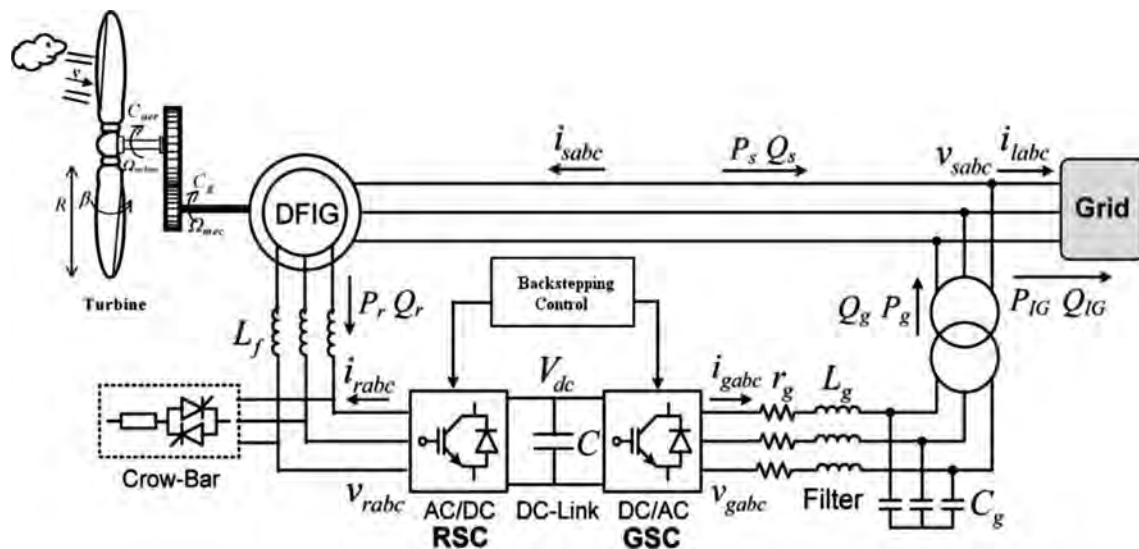 v
C_aer
Ω_turbine
R
β
C_g
Ω_mec
Turbine
DFIG
i_sabc
P_s Q_s
v_sabc
i_labc
Grid
P_r Q_r
Backstepping
Control
Q_g P_g
P_IG Q_IG
L_f
i_rabc
V_dc
i_gabc
r_g
L_g
C
Crow-Bar
v_rabc
AC/DC
RSC
DC-Link
DC/AC
GSC
v_gabc
Filter
C_g